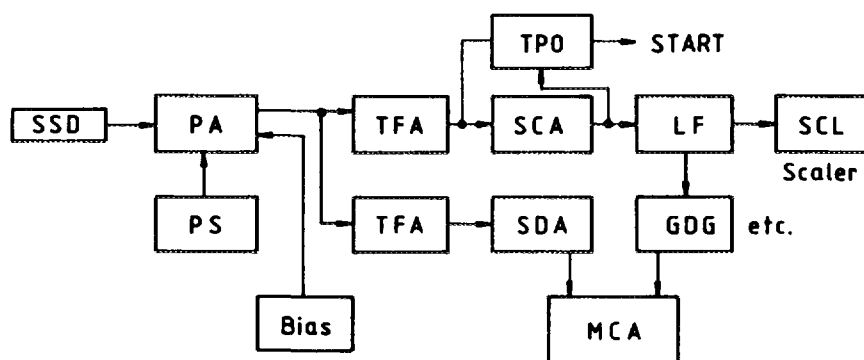 TPO
START
SSD
PA
TFA
SCA
LF
SCL
Scaler
PS
TFA
SDA
GDG
etc.
Bias
MCA